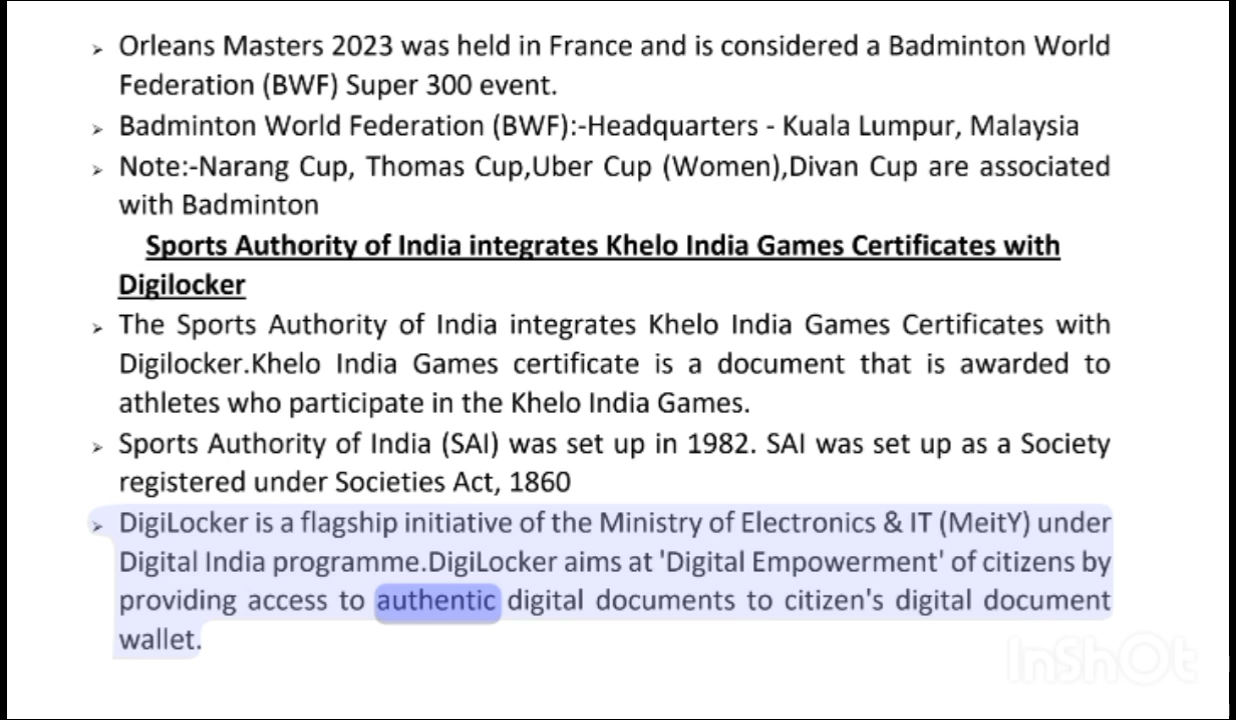 ➢ Orleans Masters 2023 was held in France and is considered a Badminton World
Federation (BWF) Super 300 event.
➢ Badminton World Federation (BWF):-Headquarters - Kuala Lumpur, Malaysia
➢ Note:-Narang Cup, Thomas Cup,Uber Cup (Women),Divan Cup are associated
with Badminton
Sports Authority of India integrates Khelo India Games Certificates with
Digilocker
➢ The Sports Authority of India integrates Khelo India Games Certificates with
Digilocker.Khelo India Games certificate is a document that is awarded to
athletes who participate in the Khelo India Games.
➢ Sports Authority of India (SAI) was set up in 1982. SAI was set up as a Society
registered under Societies Act, 1860
➢ DigiLocker is a flagship initiative of the Ministry of Electronics & IT (MeitY) under
Digital India programme.DigiLocker aims at 'Digital Empowerment' of citizens by
providing access to authentic digital documents to citizen's digital document
wallet.
InShOt